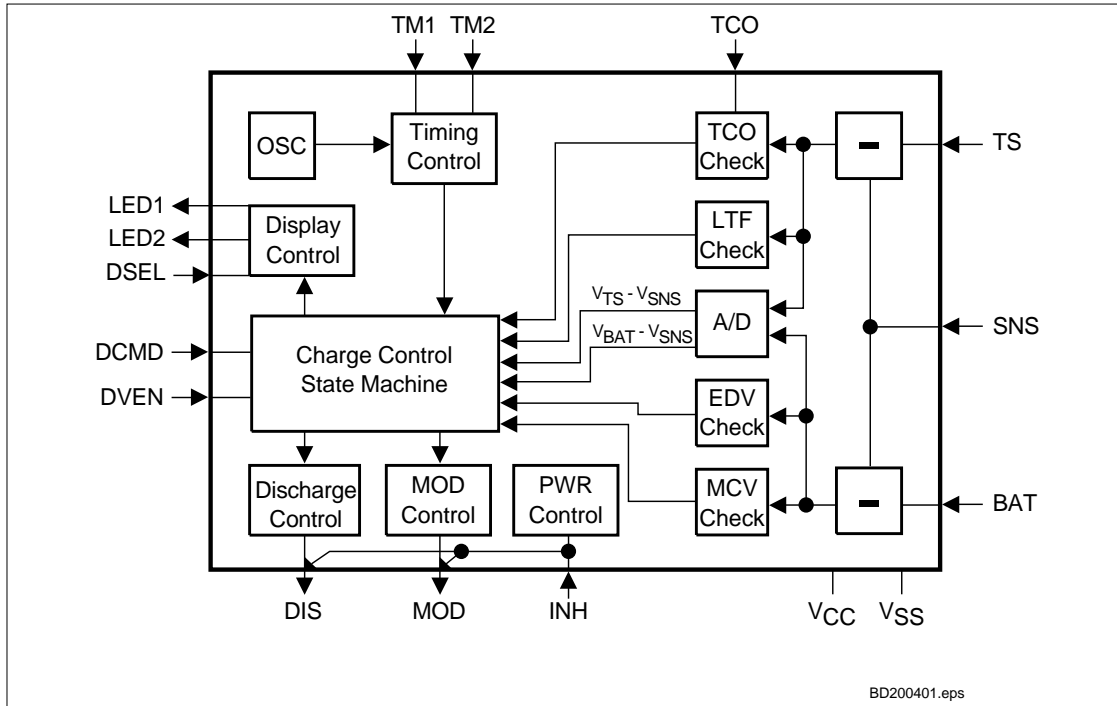 TM1 TM2 TCO
OSC
Timing
Control
TCO
Check
-
TS
LED1
LED2
DSEL
Display
Control
LTF
Check
VTS - VSNS
VBAT - VSNS
A/D
SNS
DCMD
DVEN
Charge Control
State Machine
EDV
Check
Discharge
Control
MOD
Control
PWR
Control
MCV
Check
-
BAT
DIS MOD INH VCC VSS
BD200401.eps